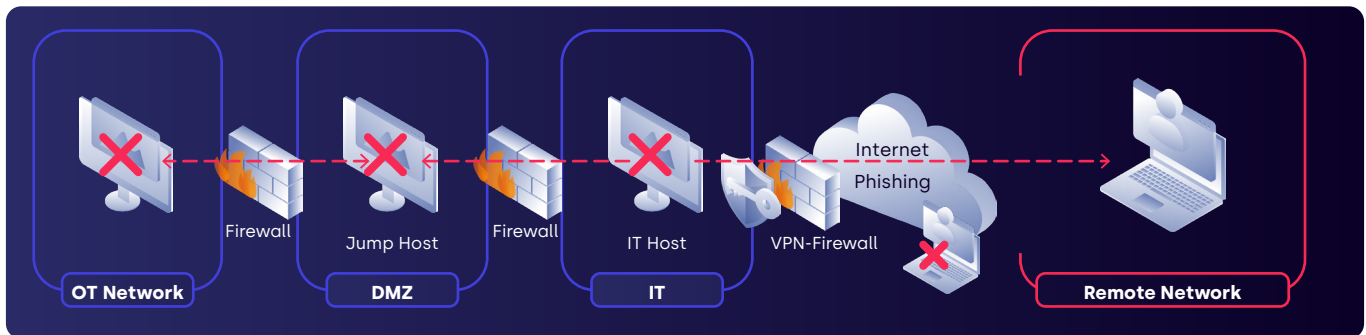 Internet
Phishing
Firewall
Jump Host
Firewall
IT Host
VPN-Firewall
OT Network
DMZ
IT
Remote Network